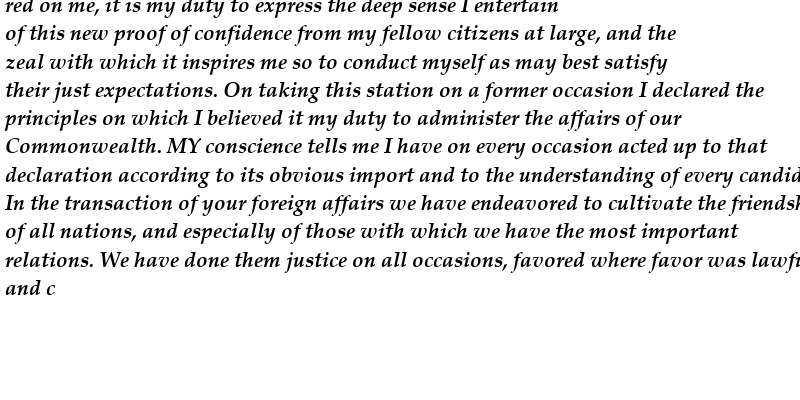 red on me, it is my duty to express the deep sense I entertain
of this new proof of confidence from my fellow citizens at large, and the
zeal with which it inspires me so to conduct myself as may best satisfy
their just expectations. On taking this station on a former occasion I declared the
principles on which I believed it my duty to administer the affairs of our
Commonwealth. MY conscience tells me I have on every occasion acted up to that
declaration according to its obvious import and to the understanding of every candid
In the transaction of your foreign affairs we have endeavored to cultivate the friendsh
of all nations, and especially of those with which we have the most important
relations. We have done them justice on all occasions, favored where favor was lawfu
and c